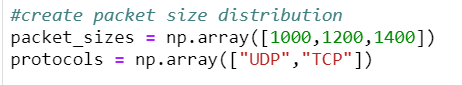 #create packet size distribution
packet_sizes = np.array([1000,1200,1400])
protocols = np.array(["UDP","TCP"])